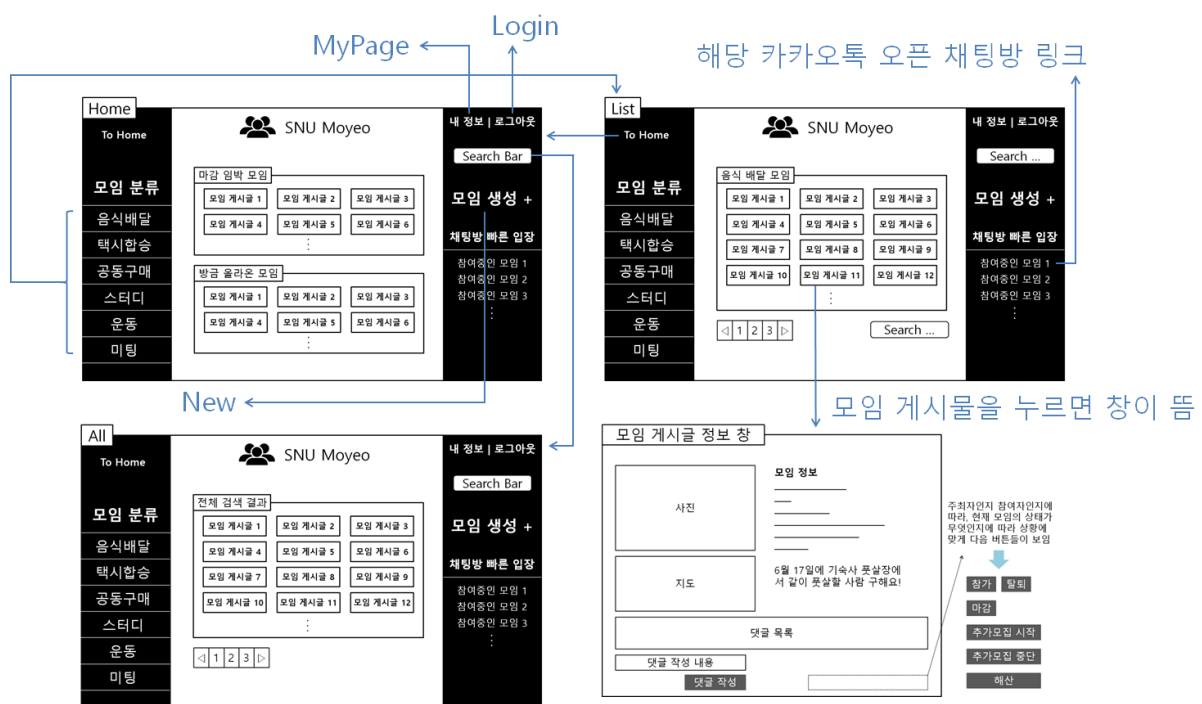 Login
MyPage
해당 카카오톡 오픈 채팅방 링크
Home
To Home
SNU Moyeo
내 정보 | 로그아웃
Search Bar
모임 분류
음식배달
택시합승
공동구매
스터디
운동
미팅
마감 임박 모임
모임 게시글 1
모임 게시글 2
모임 게시글 3
모임 게시글 4
모임 게시글 5
모임 게시글 6
방금 올라온 모임
모임 게시글 1
모임 게시글 2
모임 게시글 3
모임 게시글 4
모임 게시글 5
모임 게시글 6
모임 생성 +
채팅방 빠른 입장
참여중인 모임 1
참여중인 모임 2
참여중인 모임 3
List
To Home
SNU Moyeo
내 정보 | 로그아웃
Search ...
모임 분류
음식배달
택시합승
공동구매
스터디
운동
미팅
음식 배달 모임
모임 게시글 1
모임 게시글 2
모임 게시글 3
모임 게시글 4
모임 게시글 5
모임 게시글 6
모임 게시글 7
모임 게시글 8
모임 게시글 9
모임 게시글 10
모임 게시글 11
모임 게시글 12
1 2 3
Search ...
모임 생성 +
채팅방 빠른 입장
참여중인 모임 1
참여중인 모임 2
참여중인 모임 3
New
모임 게시물을 누르면 창이 뜸
All
To Home
SNU Moyeo
내 정보 | 로그아웃
Search Bar
모임 분류
음식배달
택시합승
공동구매
스터디
운동
미팅
전체 검색 결과
모임 게시글 1
모임 게시글 2
모임 게시글 3
모임 게시글 4
모임 게시글 5
모임 게시글 6
모임 게시글 7
모임 게시글 8
모임 게시글 9
모임 게시글 10
모임 게시글 11
모임 게시글 12
1 2 3
모임 생성 +
채팅방 빠른 입장
참여중인 모임 1
참여중인 모임 2
참여중인 모임 3
모임 게시글 정보 창
사진
지도
모임 정보
6월 17일에 기숙사 풋살장에
서 같이 풋살할 사람 구해요!
댓글 목록
댓글 작성 내용
댓글 작성
주최자인지 참여자인지에
따라, 현재 모임의 상태가
무엇인지에 따라 상황에
맞게 다음 버튼들이 보임
참가
탈퇴
마감
추가모집 시작
추가모집 중단
해산